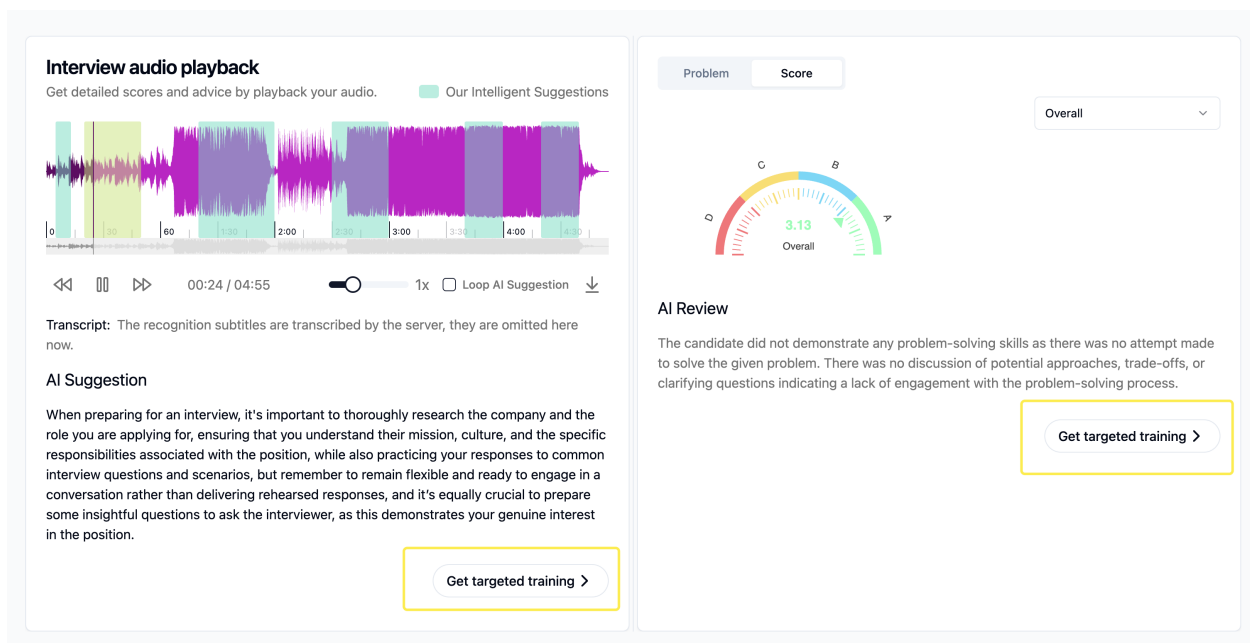 Interview audio playback
Get detailed scores and advice by playback your audio.
Our Intelligent Suggestions
0 30 60 1:30 2:00 2:30 3:00 3:30 4:00 4:30
00:24 / 04:55
1x
Loop AI Suggestion
Transcript: The recognition subtitles are transcribed by the server, they are omitted here
now.
AI Suggestion
When preparing for an interview, it's important to thoroughly research the company and the
role you are applying for, ensuring that you understand their mission, culture, and the specific
responsibilities associated with the position, while also practicing your responses to common
interview questions and scenarios, but remember to remain flexible and ready to engage in a
conversation rather than delivering rehearsed responses, and it's equally crucial to prepare
some insightful questions to ask the interviewer, as this demonstrates your genuine interest
in the position.
Get targeted training
Problem
Score
Overall
D
C
B
A
3.13
Overall
AI Review
The candidate did not demonstrate any problem-solving skills as there was no attempt made
to solve the given problem. There was no discussion of potential approaches, trade-offs, or
clarifying questions indicating a lack of engagement with the problem-solving process.
Get targeted training